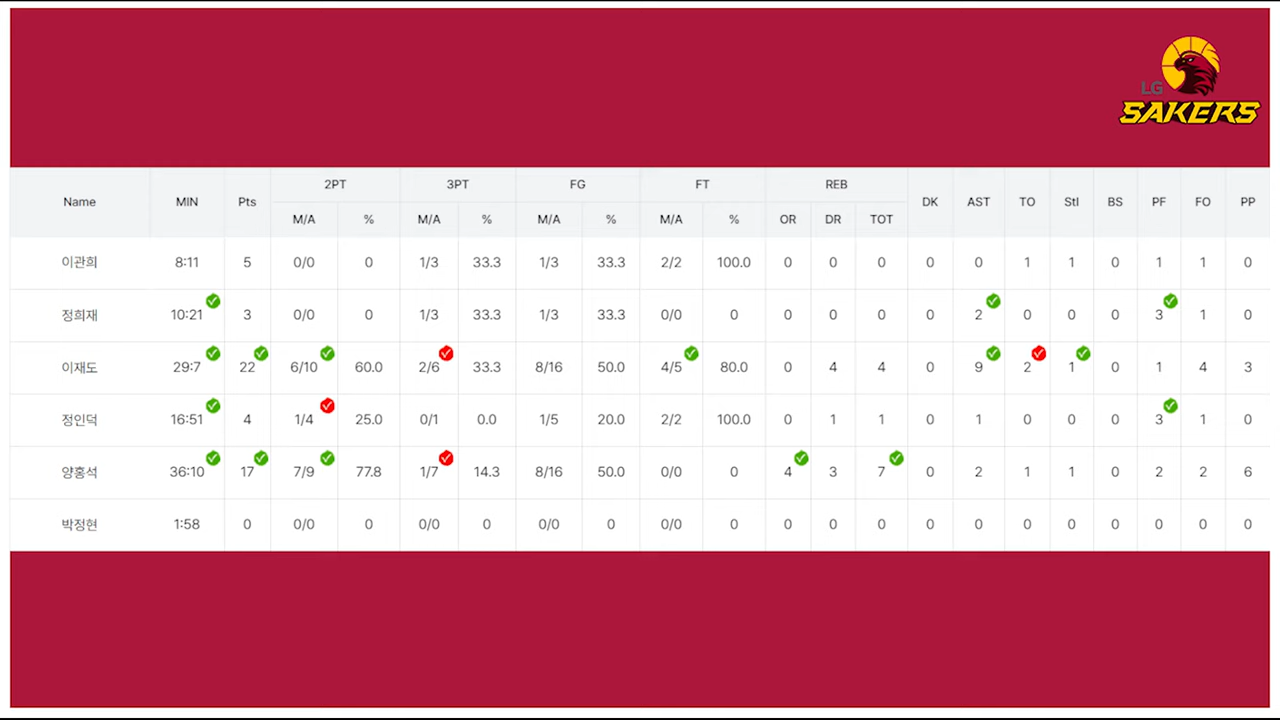 LG
SAKERS
Name MIN Pts 2PT 3PT FG FT REB DK AST TO Stl BS PF FO PP
M/A % M/A % M/A % M/A % OR DR TOT
이관희 8:11 5 0/0 0 1/3 33.3 1/3 33.3 2/2 100.0 0 0 0 0 0 1 1 0 1 1 0
정희재 10:21 3 0/0 0 1/3 33.3 1/3 33.3 0/0 0 0 0 0 0 2 0 0 0 3 1 0
이재도 29:7 22 6/10 60.0 2/6 33.3 8/16 50.0 4/5 80.0 0 4 4 0 9 2 1 0 1 4 3
정인덕 16:51 4 1/4 25.0 0/1 0.0 1/5 20.0 2/2 100.0 0 1 1 0 1 0 0 0 3 1 0
양홍석 36:10 17 7/9 77.8 1/7 14.3 8/16 50.0 0/0 0 4 3 7 0 2 1 1 0 2 2 6
박정현 1:58 0 0/0 0 0/0 0 0/0 0 0/0 0 0 0 0 0 0 0 0 0 0 0 0